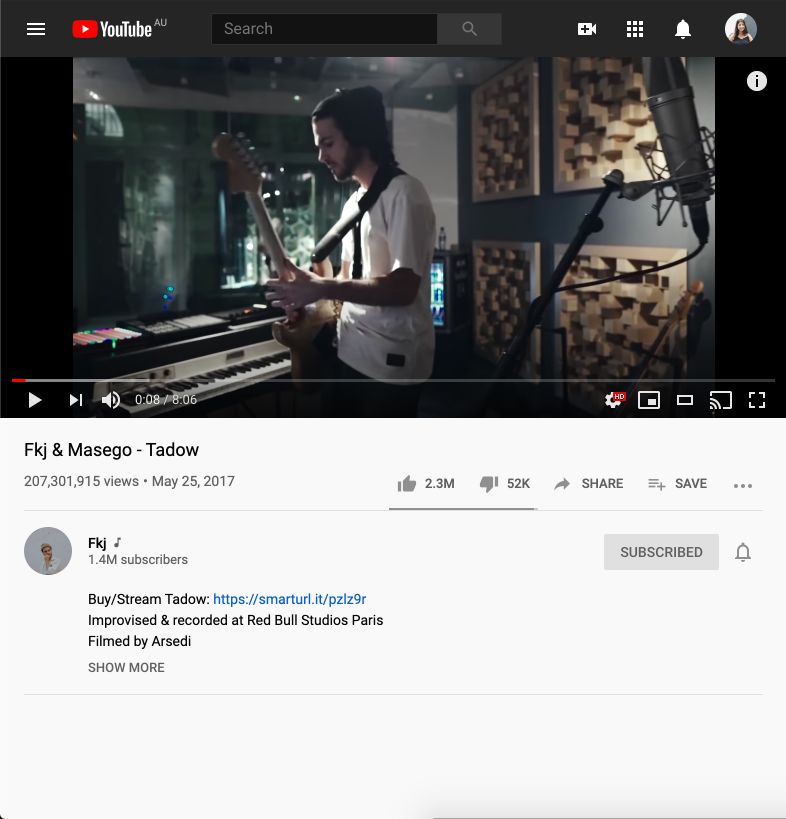 YouTube AU
Search
i
0:08 / 8:06
HD
Fkj & Masego - Tadow
207,301,915 views • May 25, 2017
2.3M
52K
SHARE
SAVE
Fkj
1.4M subscribers
SUBSCRIBED
Buy/Stream Tadow: https://smarturl.it/pzlz9r
Improvised & recorded at Red Bull Studios Paris
Filmed by Arsedi
SHOW MORE